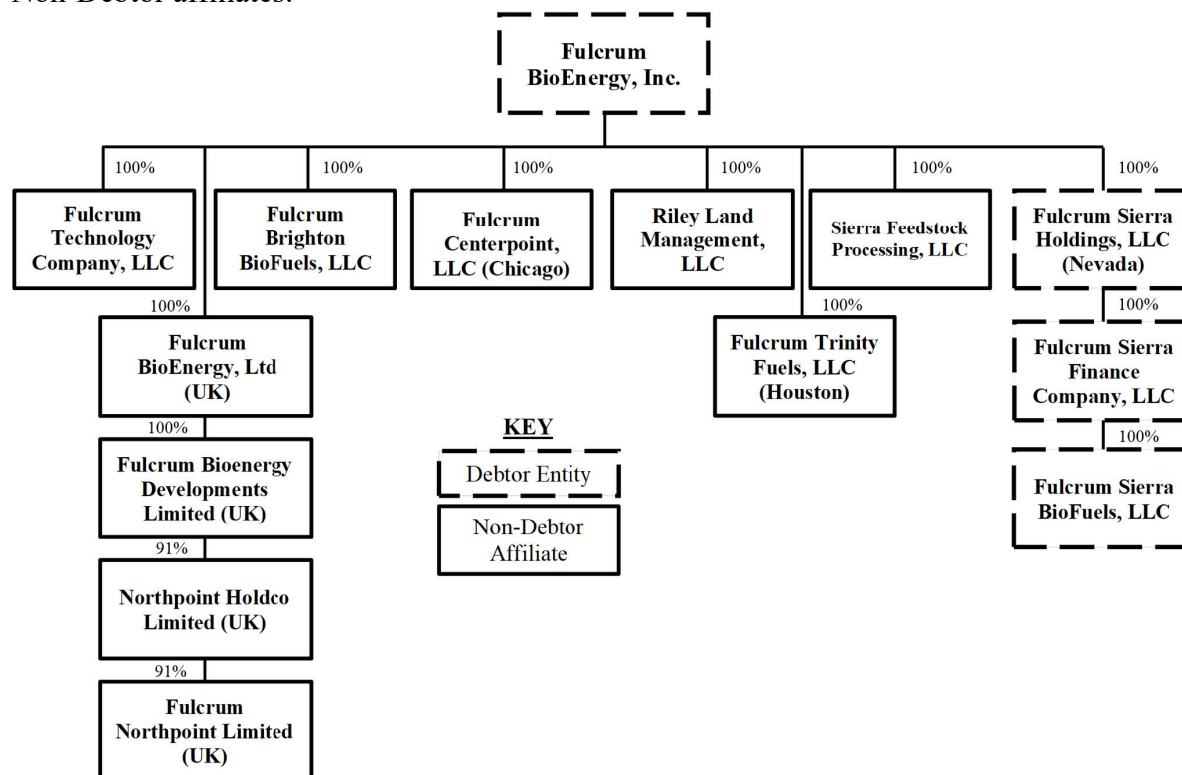 Non-Debtor affiliates.
Fulcrum
BioEnergy, Inc.
100%
100%
100%
100%
100%
100%
Fulcrum
Technology
Company, LLC
Fulcrum
Brighton
BioFuels, LLC
Fulcrum
Centerpoint,
LLC (Chicago)
Riley Land
Management,
LLC
Sierra Feedstock
Processing, LLC
Fulcrum Sierra
Holdings, LLC
(Nevada)
100%
Fulcrum
BioEnergy, Ltd
(UK)
100%
Fulcrum Trinity
Fuels, LLC
(Houston)
100%
Fulcrum Sierra
Finance
Company, LLC
100%
Fulcrum Bioenergy
Developments
Limited (UK)
KEY
Debtor Entity
Non-Debtor
Affiliate
100%
Fulcrum Sierra
BioFuels, LLC
91%
Northpoint Holdco
Limited (UK)
91%
Fulcrum
Northpoint Limited
(UK)